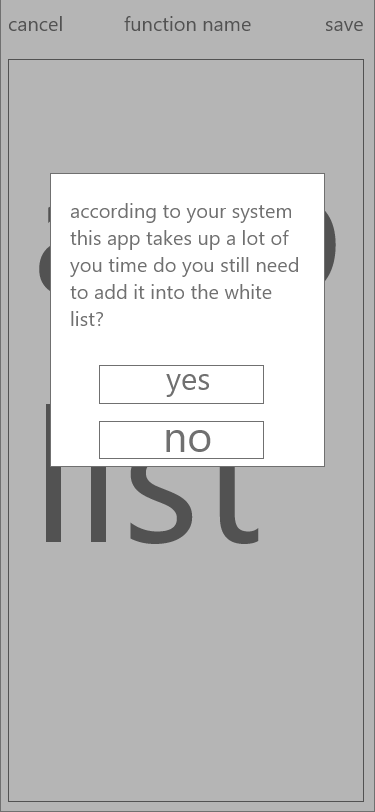 cancel function name save
according to your system
this app takes up a lot of
you time do you still need
to add it into the white
list?
yes
no
list